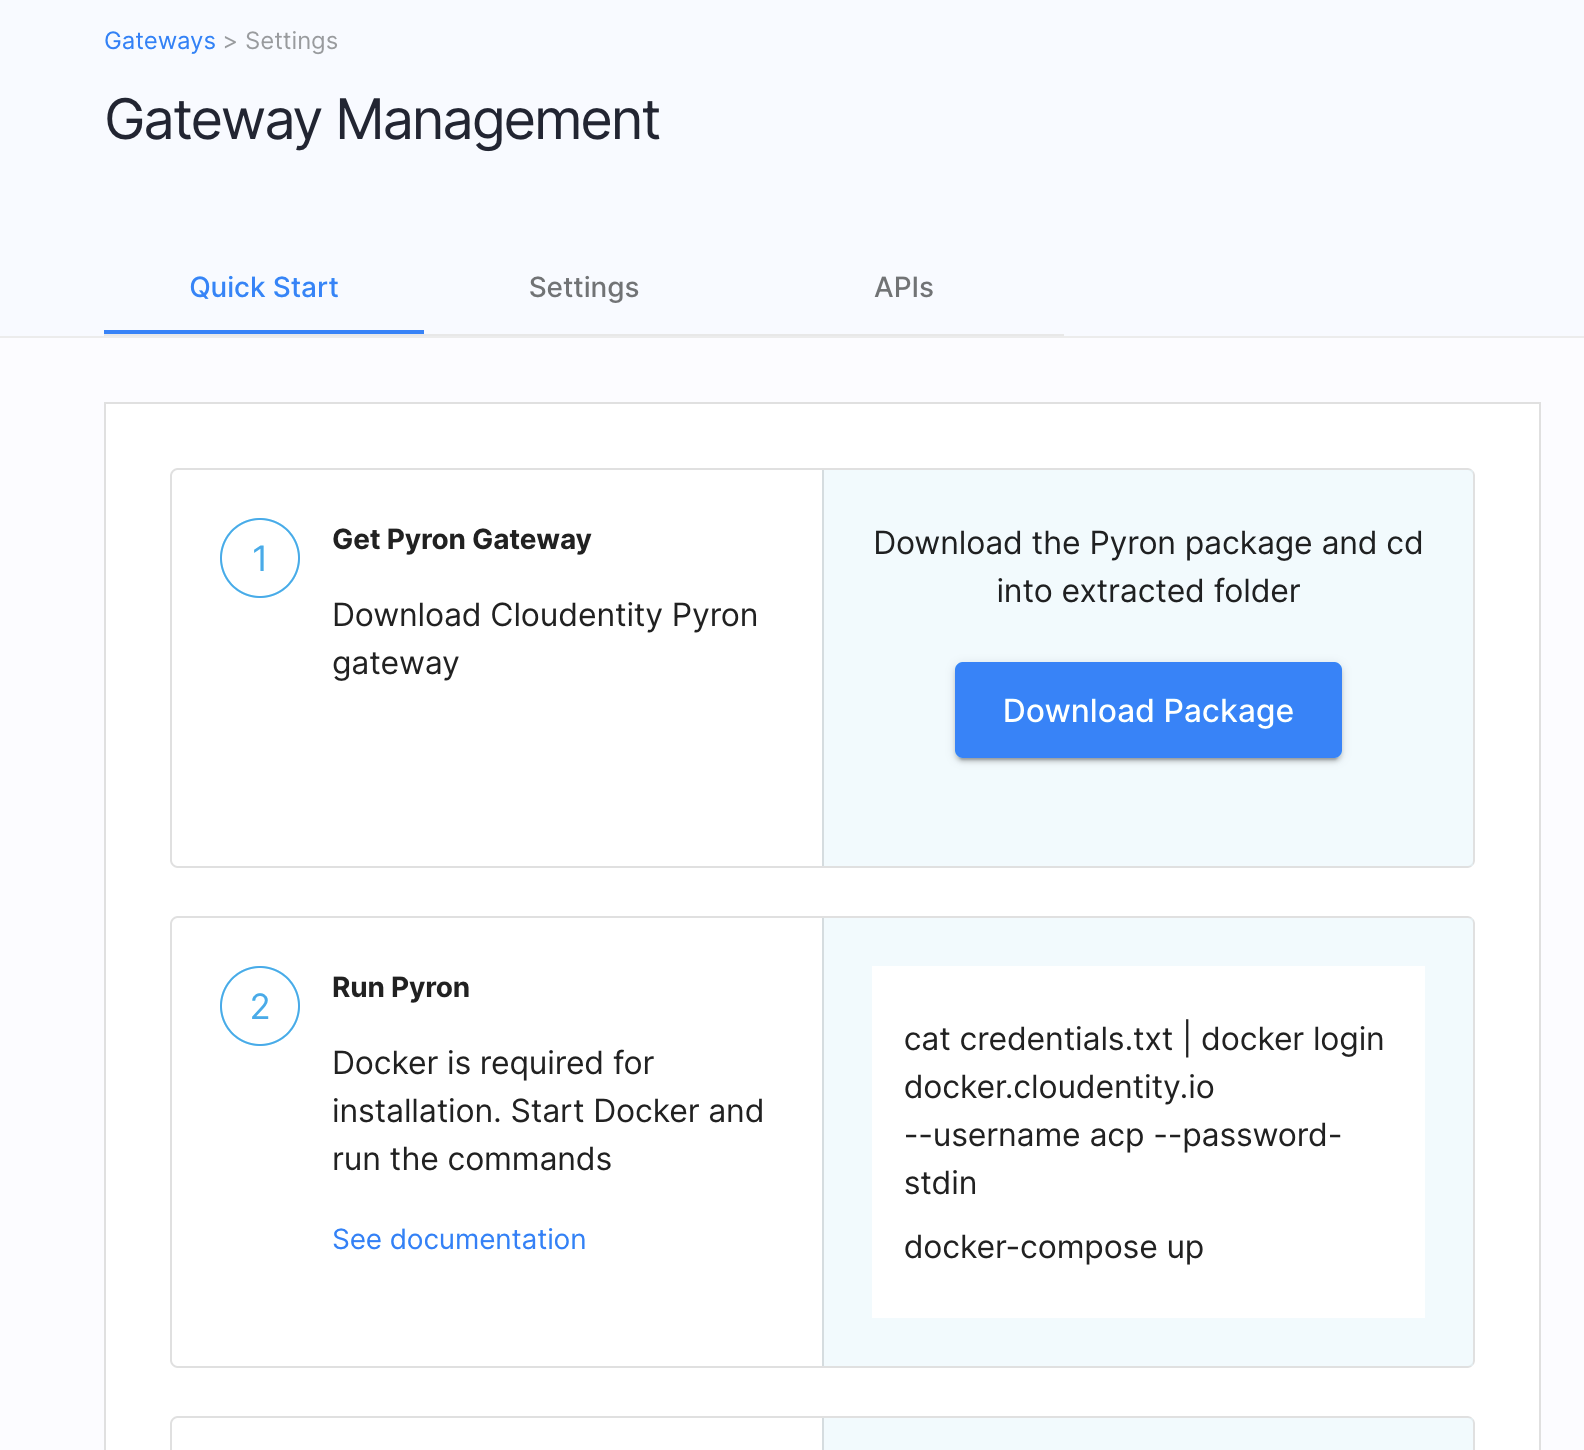 Gateways > Settings
Gateway Management
Quick Start
Settings
APIs
1
Get Pyron Gateway
Download Cloudentity Pyron
gateway
Download the Pyron package and cd
into extracted folder
Download Package
2
Run Pyron
Docker is required for
installation. Start Docker and
run the commands
See documentation
cat credentials.txt | docker login
docker.cloudentity.io
--username acp --password-
stdin
docker-compose up